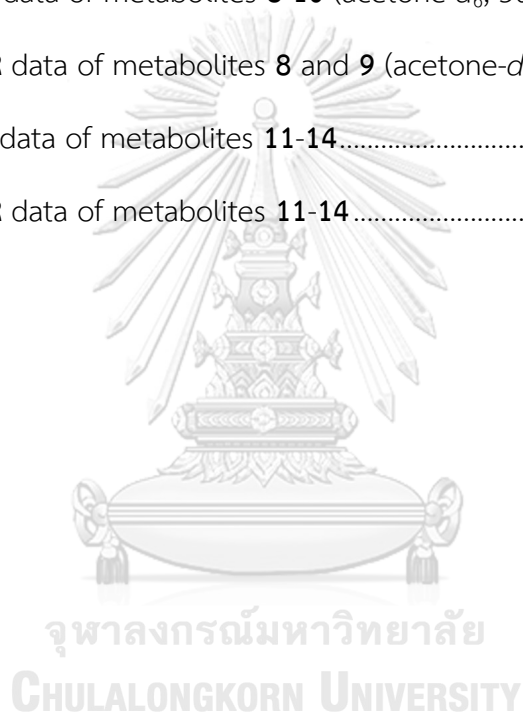 data of metabolites 8-10 (acetone-d₆, 50
R data of metabolites 8 and 9 (acetone-d
data of metabolites 11-14..............................
R data of metabolites 11-14..............................
จุฬาลงกรณ์มหาวิทยาลัย
CHULALONGKORN UNIVERSITY